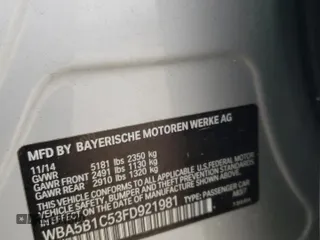 MFD BY BAYERISCHE MOTOREN WERKE AG
11/14
GVWR 5181 lbs 2350 kg
GAWR FRONT 2491 lbs 1130 kg
GAWR REAR 2910 lbs 1320 kg
THIS VEHICLE CONFORMS TO ALL APPLICABLE U.S. FEDERAL MOTOR
VEHICLE SAFETY, BUMPER, AND THEFT PREVENTION STANDARDS
IN EFFECT ON THE DATE OF MANUFACTURE SHOWN ABOVE.
WBA5B1C53FD921981 TYPE: PASSENGER CAR